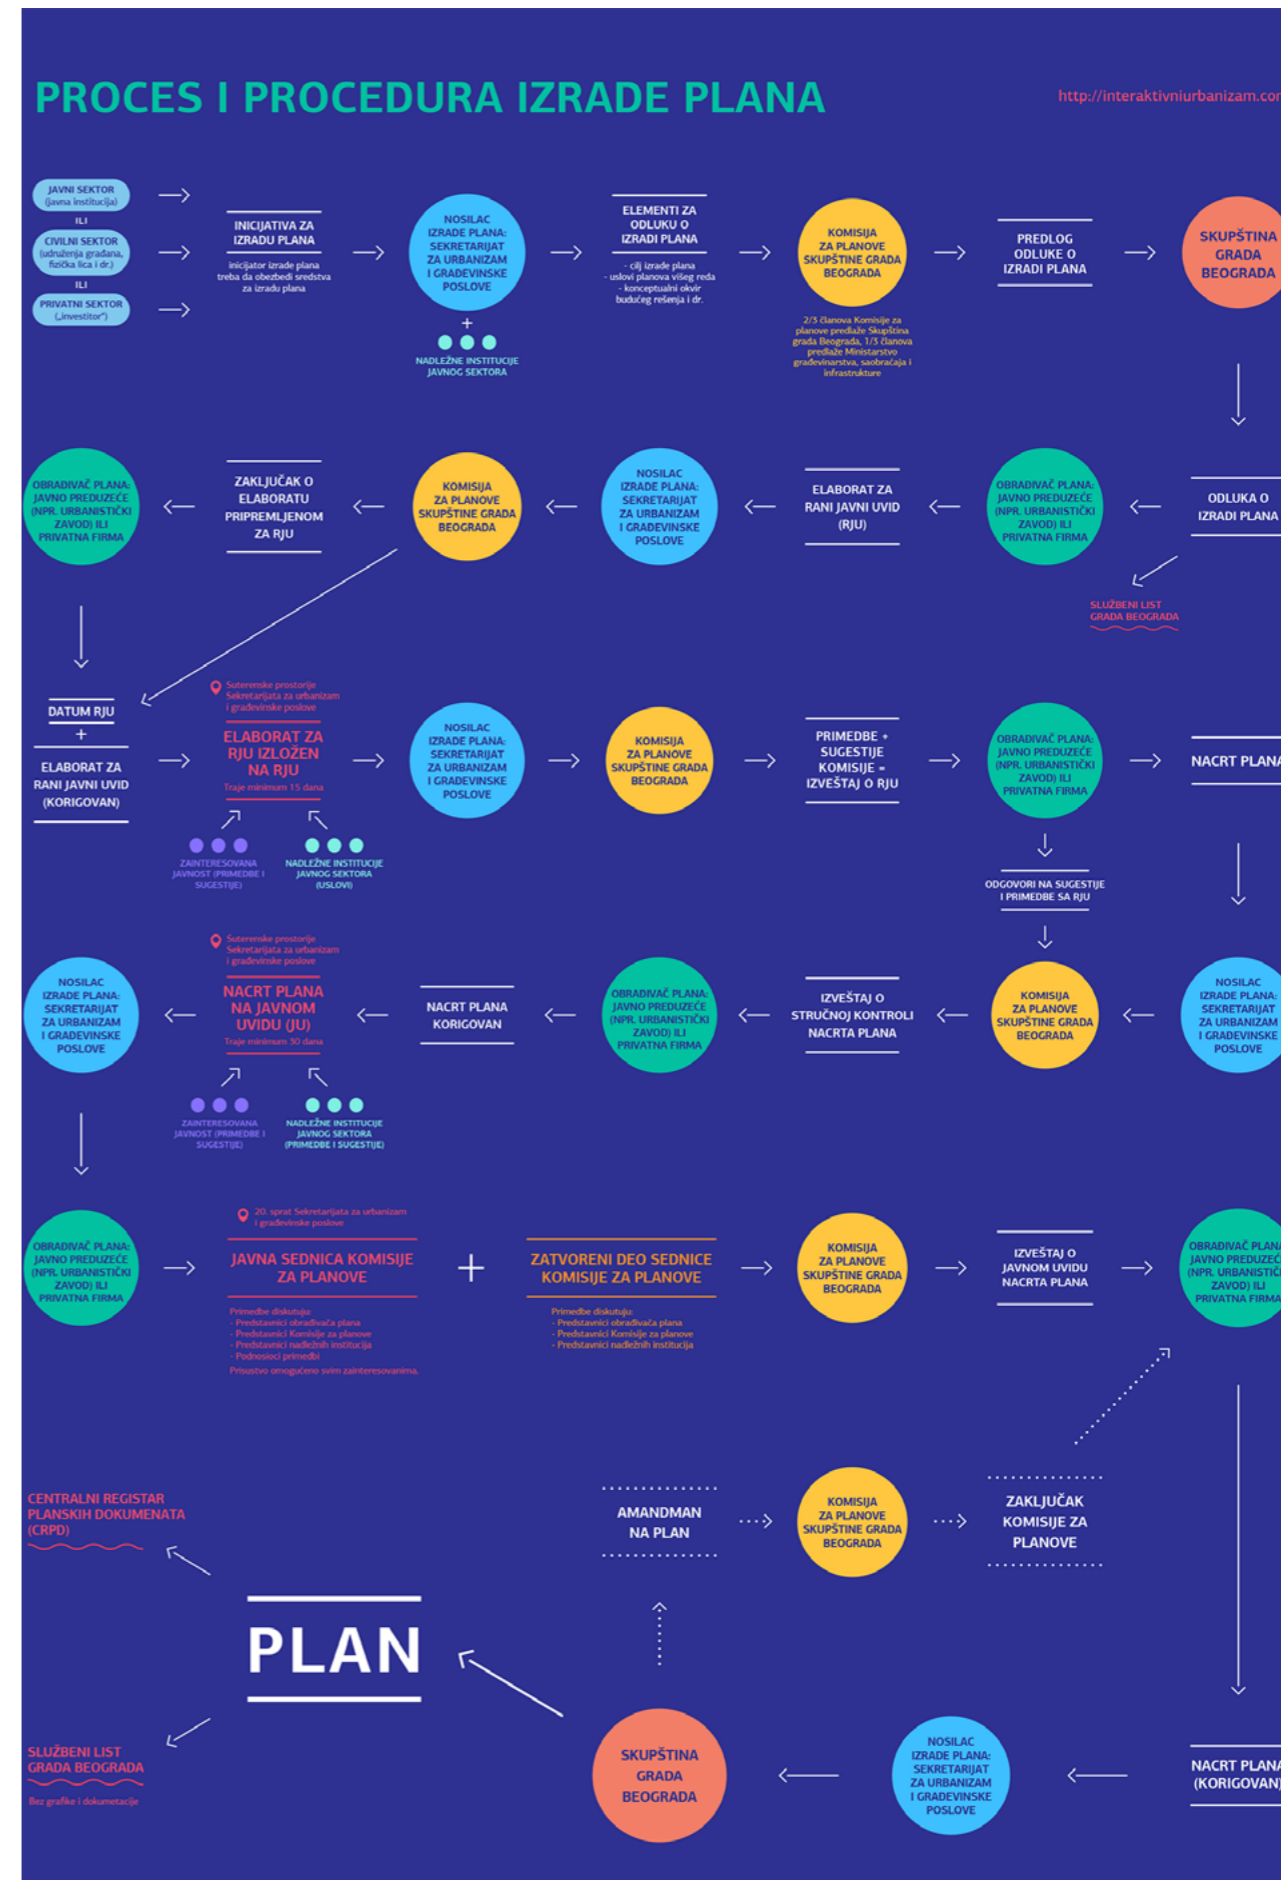 PROCES I PROCEDURA IZRADE PLANA
http://interaktivniurbanizam.com
JAVNI SEKTOR
(javna institucija)
ILI
CIVILNI SEKTOR
(udruženja građana,
fizička lica i dr.)
ILI
PRIVATNI SEKTOR
(„investitor“)
INICIJATIVA ZA
IZRADU PLANA
inicijator izrade plana
treba da obezbedi sredstva
za izradu plana
NOSILAC
IZRADE PLANA:
SEKRETARIJAT
ZA URBANIZAM
I GRAĐEVINSKE
POSLOVE
+
NADLEŽNE INSTITUCIJE
JAVNOG SEKTORA
ELEMENTI ZA
ODLUKU O
IZRADI PLANA
- cilj izrade plana
- uslovi planova višeg reda
- konceptualni okvir
budućeg rešenja i dr.
KOMISIJA
ZA PLANOVE
SKUPŠTINE GRADA
BEOGRADA
2/3 članova Komisije za
planove predlaže Skupština
grada Beograda, 1/3 članova
predlaže Ministarstvo
građevinarstva, saobraćaja i
infrastrukture
PREDLOG
ODLUKE O
IZRADI PLANA
SKUPŠTINA
GRADA
BEOGRADA
OBRAĐIVAČ PLANA:
JAVNO PREDUZEĆE
(NPR. URBANISTIČKI
ZAVOD) ILI
PRIVATNA FIRMA
ZAKLJUČAK O
ELABORATU
PRIPREMLJENOM
ZA RJU
KOMISIJA
ZA PLANOVE
SKUPŠTINE GRADA
BEOGRADA
NOSILAC
IZRADE PLANA:
SEKRETARIJAT
ZA URBANIZAM
I GRAĐEVINSKE
POSLOVE
ELABORAT ZA
RANI JAVNI UVID
(RJU)
OBRAĐIVAČ PLANA:
JAVNO PREDUZEĆE
(NPR. URBANISTIČKI
ZAVOD) ILI
PRIVATNA FIRMA
ODLUKA O
IZRADI PLANA
SLUŽBENI LIST
GRADA BEOGRADA
DATUM RJU
+
ELABORAT ZA
RANI JAVNI UVID
(KORIGOVAN)
Suterenske prostorije
Sekretarijata za urbanizam
i građevinske poslove
ELABORAT ZA
RJU IZLOŽEN
NA RJU
Traje minimum 15 dana
ZAINTERESOVANA
JAVNOST (PRIMEDBE I
SUGESTIJE)
NADLEŽNE INSTITUCIJE
JAVNOG SEKTORA
(USLOVI)
NOSILAC
IZRADE PLANA:
SEKRETARIJAT
ZA URBANIZAM
I GRAĐEVINSKE
POSLOVE
KOMISIJA
ZA PLANOVE
SKUPŠTINE GRADA
BEOGRADA
PRIMEDBE +
SUGESTIJE
KOMISIJE =
IZVEŠTAJ O RJU
OBRAĐIVAČ PLANA:
JAVNO PREDUZEĆE
(NPR. URBANISTIČKI
ZAVOD) ILI
PRIVATNA FIRMA
NACRT PLANA
ODGOVORI NA SUGESTIJE
I PRIMEDBE SA RJU
NOSILAC
IZRADE PLANA:
SEKRETARIJAT
ZA URBANIZAM
I GRAĐEVINSKE
POSLOVE
Suterenske prostorije
Sekretarijata za urbanizam
i građevinske poslove
NACRT PLANA
NA JAVNOM
UVIDU (JU)
Traje minimum 30 dana
ZAINTERESOVANA
JAVNOST (PRIMEDBE I
SUGESTIJE)
NADLEŽNE INSTITUCIJE
JAVNOG SEKTORA
(PRIMEDBE I SUGESTIJE)
NACRT PLANA
KORIGOVAN
OBRAĐIVAČ PLANA:
JAVNO PREDUZEĆE
(NPR. URBANISTIČKI
ZAVOD) ILI
PRIVATNA FIRMA
IZVEŠTAJ O
STRUČNOJ KONTROLI
NACRTA PLANA
KOMISIJA
ZA PLANOVE
SKUPŠTINE GRADA
BEOGRADA
NOSILAC
IZRADE PLANA:
SEKRETARIJAT
ZA URBANIZAM
I GRAĐEVINSKE
POSLOVE
OBRAĐIVAČ PLANA:
JAVNO PREDUZEĆE
(NPR. URBANISTIČKI
ZAVOD) ILI
PRIVATNA FIRMA
20. sprat Sekretarijata za urbanizam
i građevinske poslove
JAVNA SEDNICA KOMISIJE
ZA PLANOVE
Primedbe diskutuju:
- Predstavnici obrađivača plana
- Predstavnici Komisije za planove
- Predstavnici nadležnih institucija
- Podnosioci primedbi
Prisustvo omogućeno svim zainteresovanima.
+
ZATVORENI DEO SEDNICE
KOMISIJE ZA PLANOVE
Primedbe diskutuju:
- Predstavnici obrađivača plana
- Predstavnici Komisije za planove
- Predstavnici nadležnih institucija
KOMISIJA
ZA PLANOVE
SKUPŠTINE GRADA
BEOGRADA
IZVEŠTAJ O
JAVNOM UVIDU
NACRTA PLANA
OBRAĐIVAČ PLANA:
JAVNO PREDUZEĆE
(NPR. URBANISTIČKI
ZAVOD) ILI
PRIVATNA FIRMA
CENTRALNI REGISTAR
PLANSKIH DOKUMENATA
(CRPD)
AMANDMAN
NA PLAN
KOMISIJA
ZA PLANOVE
SKUPŠTINE GRADA
BEOGRADA
ZAKLJUČAK
KOMISIJE ZA
PLANOVE
PLAN
SLUŽBENI LIST
GRADA BEOGRADA
Bez grafike i dokumetacije
SKUPŠTINA
GRADA
BEOGRADA
NOSILAC
IZRADE PLANA:
SEKRETARIJAT
ZA URBANIZAM
I GRAĐEVINSKE
POSLOVE
NACRT PLANA
(KORIGOVAN)